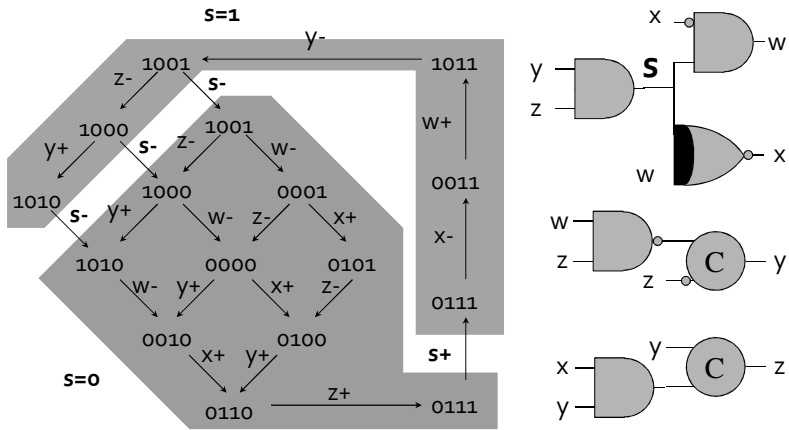 s=1
y-
1001
1011
z-
s-
1000
1001
w+
y+
s-
z-
w-
1010
1000
0001
0011
s-
y+
w-
z-
x+
x-
1010
0000
0101
w-
y+
x+
z-
0111
0010
0100
s+
s=0
x+
y+
z+
0110
0111
x
w
y
s
z
x
w
w
z
C
y
z
x
y
C
z
y